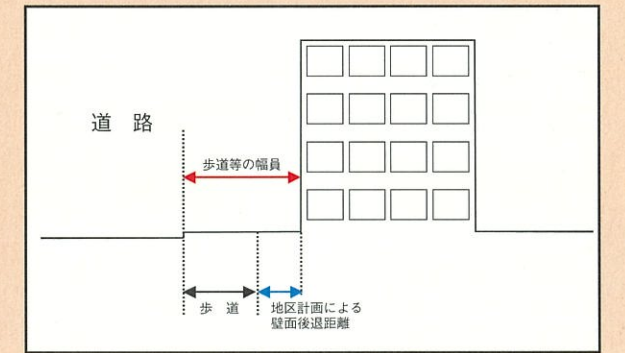 道　路
歩道等の幅員
歩　道
地区計画による
壁面後退距離